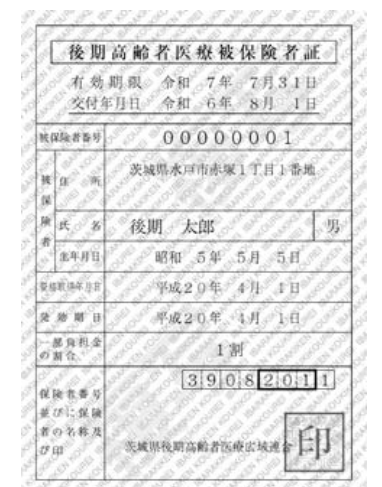 後期高齢者医療被保険者証
有効期限 令和 7年 7月31日
交付年月日 令和 6年 8月 1日
被保険者番号 00000001
被保険者
住所 茨城県水戸市赤塚1丁目1番地
氏名 後期 太郎 男
生年月日 昭和 5年 5月 5日
資格取得年月日 平成20年 4月 1日
発効期日 平成20年 4月 1日
一部負担金の割合 1割
保険者番号並びに保険者の名称及び印
39082011
茨城県後期高齢者医療広域連合
印